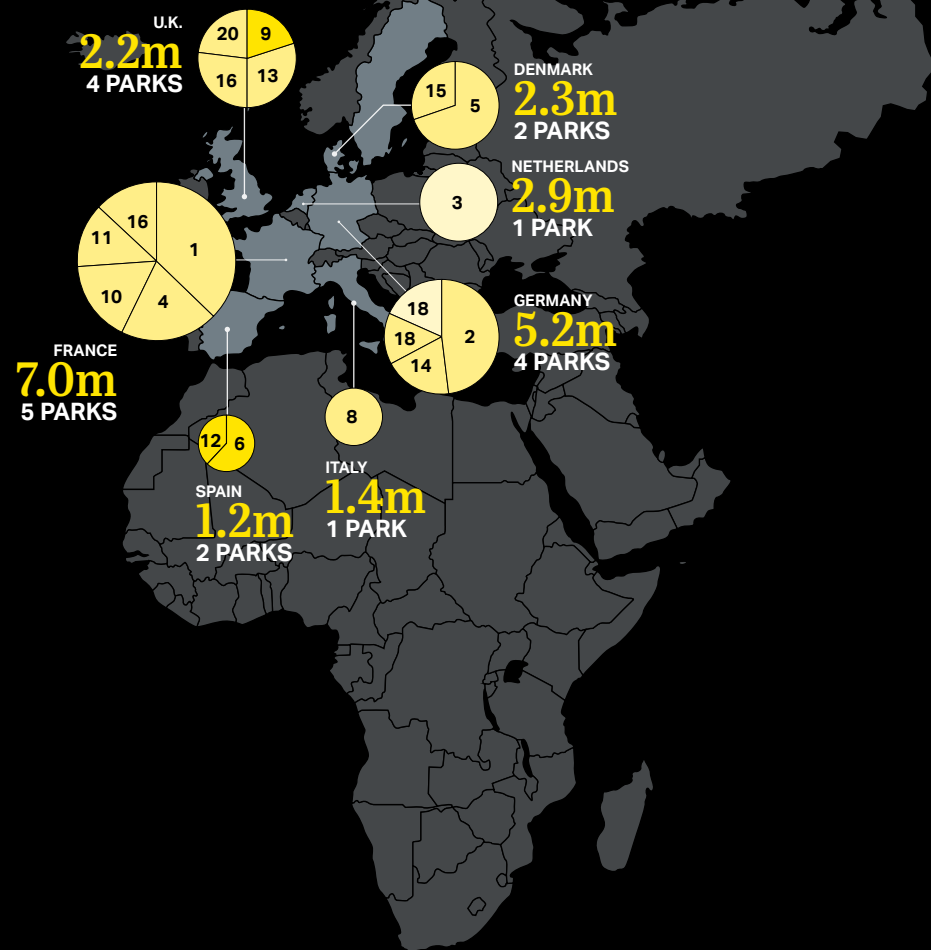 U.K.
2.2m
4 PARKS
20
9
16
13
DENMARK
2.3m
2 PARKS
15
5
NETHERLANDS
2.9m
1 PARK
3
FRANCE
7.0m
5 PARKS
16
1
11
10
4
GERMANY
5.2m
4 PARKS
18
2
18
14
SPAIN
1.2m
2 PARKS
12
6
ITALY
1.4m
1 PARK
8